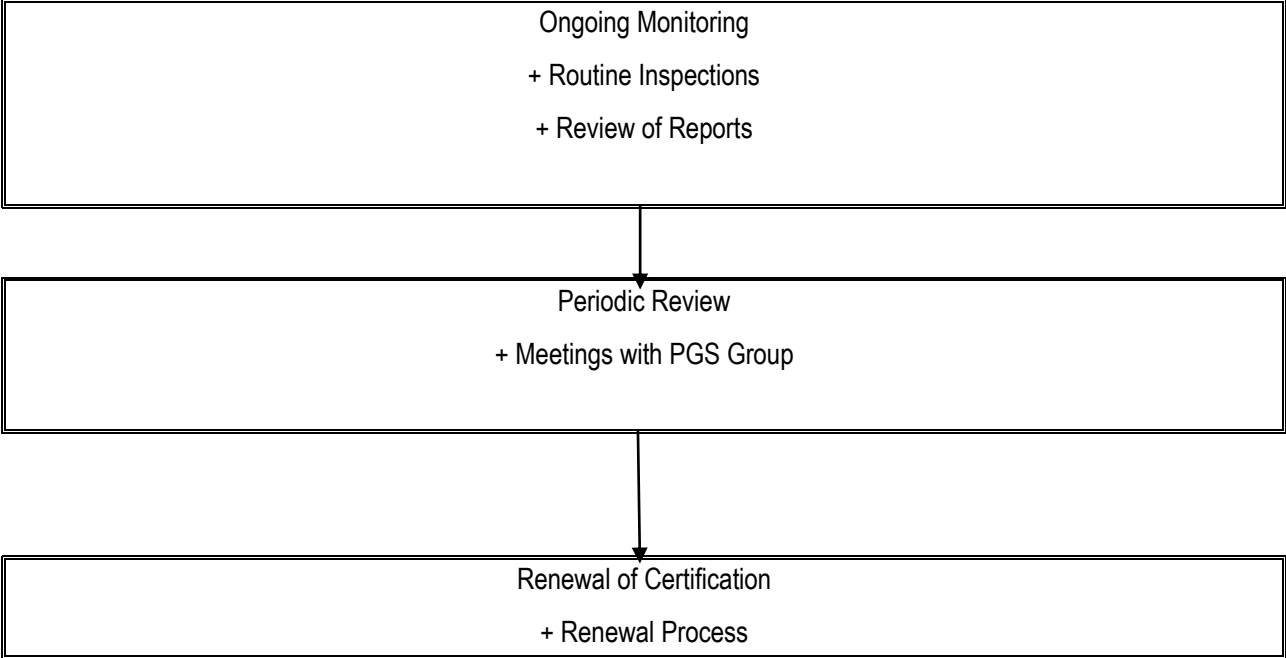 Ongoing Monitoring
+ Routine Inspections
+ Review of Reports
Periodic Review
+ Meetings with PGS Group
Renewal of Certification
+ Renewal Process